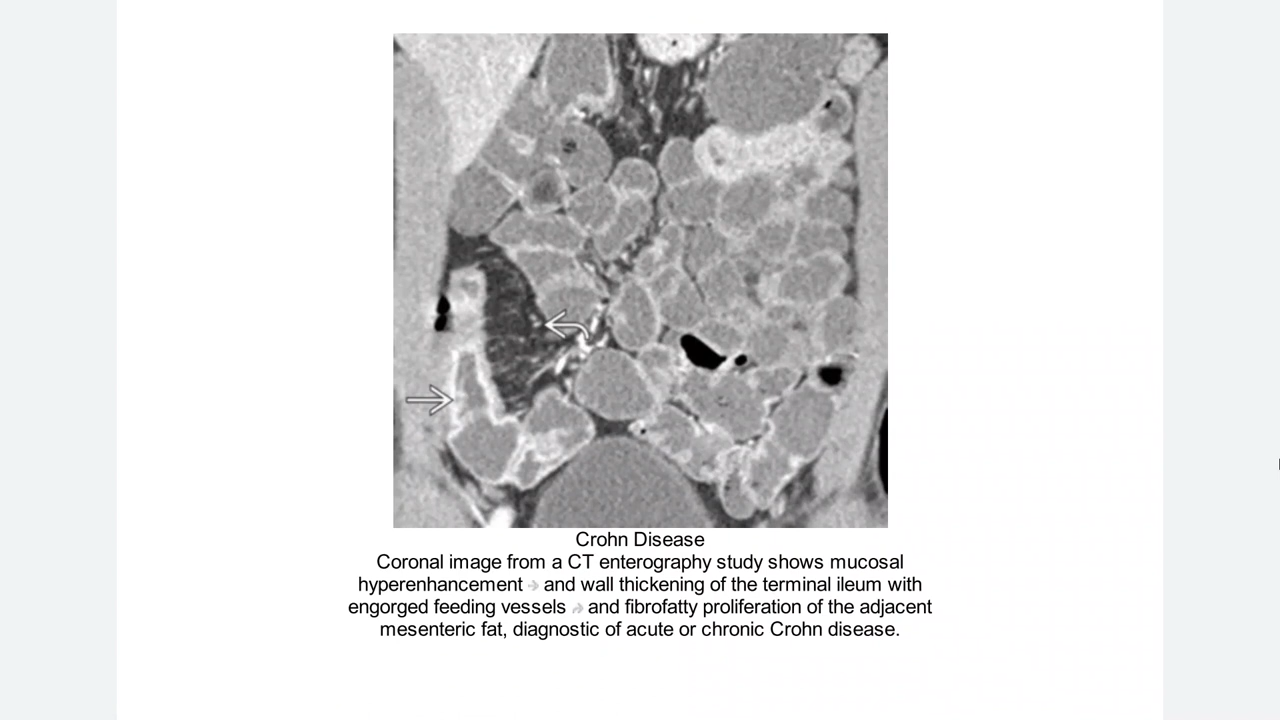 Crohn Disease
Coronal image from a CT enterography study shows mucosal
hyperenhancement and wall thickening of the terminal ileum with
engorged feeding vessels and fibrofatty proliferation of the adjacent
mesenteric fat, diagnostic of acute or chronic Crohn disease.